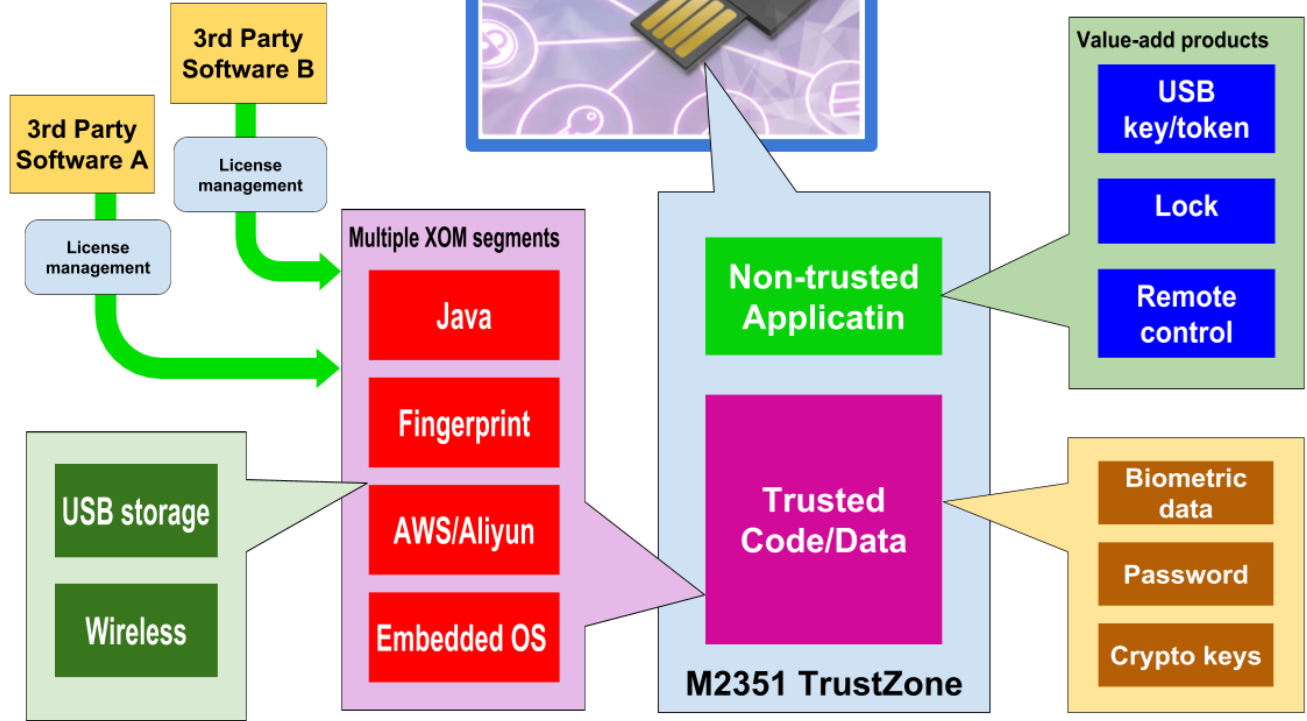 3rd Party
Software B
3rd Party
Software A
License
management
License
management
Multiple XOM segments
Java
Fingerprint
AWS/Aliyun
Embedded OS
USB storage
Wireless
Non-trusted
Applicatin
Trusted
Code/Data
M2351 TrustZone
Value-add products
USB
key/token
Lock
Remote
control
Biometric
data
Password
Crypto keys